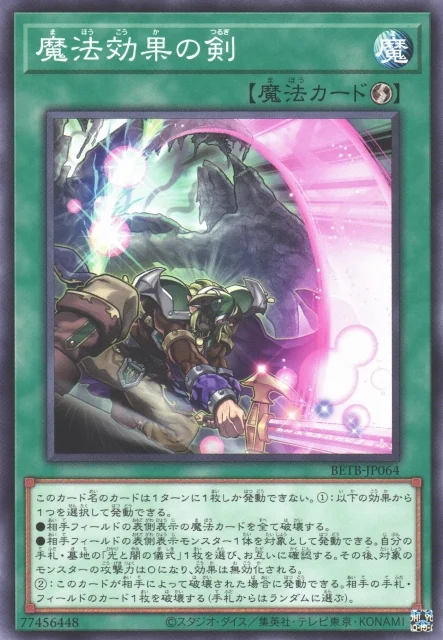 魔法効果の剣
魔
【魔法カード】
BETB-JP064
このカード名のカードは1ターンに1枚しか発動できない。①：以下の効果から
1つを選択して発動できる。
●相手フィールドの表側表示の魔法カードを全て破壊する。
●相手フィールドの表側表示モンスター1体を対象として発動できる。自分の
手札・墓地の「光と闇の儀式」1枚を選び、お互いに確認する。その後、対象の
モンスターの攻撃力は0になり、効果は無効化される。
②：このカードが相手によって破壊された場合に発動できる。相手の手札・
フィールドのカード1枚を破壊する（手札からはランダムに選ぶ）。
77456448
©スタジオ・ダイス/集英社・テレビ東京・KONAMI